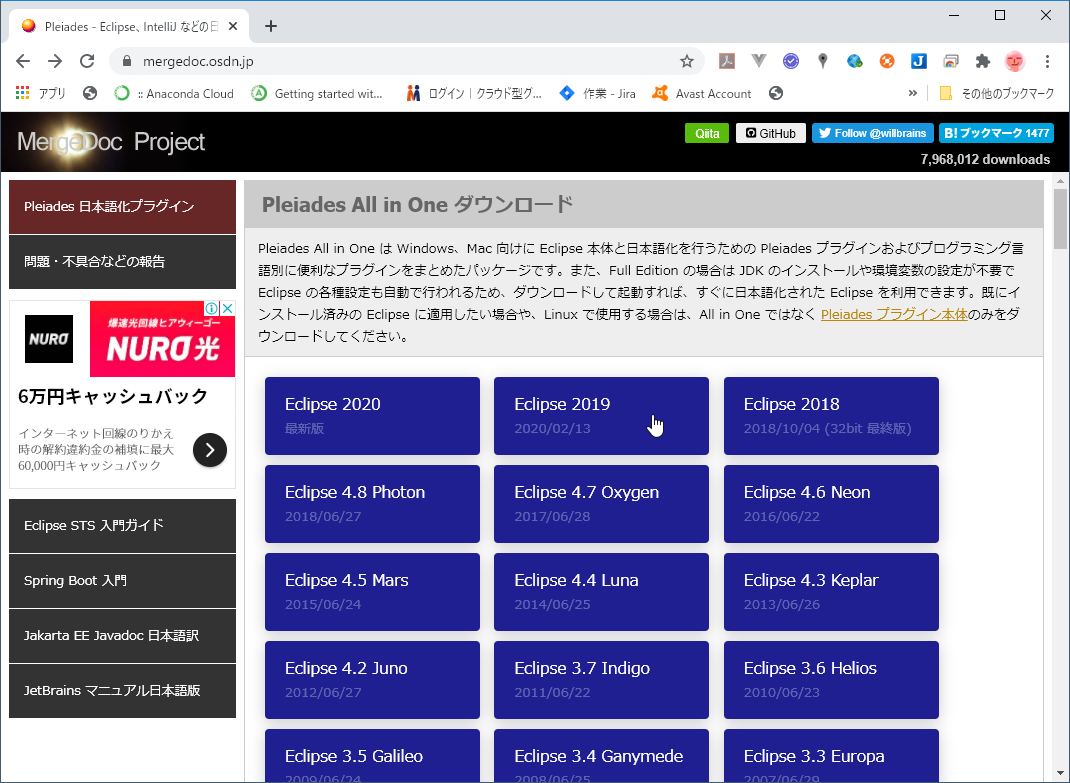 Pleiades - Eclipse、IntelliJ などの日
mergedoc.osdn.jp
アプリ
:: Anaconda Cloud
Getting started wit...
ログイン | クラウド型グ...
作業 - Jira
Avast Account
»
その他のブックマーク
MergeDoc Project
Qiita
GitHub
Follow @willbrains
B! ブックマーク 1477
7,968,012 downloads
Pleiades 日本語化プラグイン
問題・不具合などの報告
NURO
爆速光回線ヒアウィーゴー
NURO光
6万円キャッシュバック
インターネット回線のりかえ
時の解約違約金の補填に最大
60,000円キャッシュバック
Eclipse STS 入門ガイド
Spring Boot 入門
Jakarta EE Javadoc 日本語訳
JetBrains マニュアル日本語版
Pleiades All in One ダウンロード
Pleiades All in One は Windows、Mac 向けに Eclipse 本体と日本語化を行うための Pleiades プラグインおよびプログラミング言
語別に便利なプラグインをまとめたパッケージです。また、Full Edition の場合は JDK のインストールや環境変数の設定が不要で
Eclipse の各種設定も自動で行われるため、ダウンロードして起動すれば、すぐに日本語化された Eclipse を利用できます。既にイ
ンストール済みの Eclipse に適用したい場合や、Linux で使用する場合は、All in One ではなく Pleiades プラグイン本体のみをダ
ウンロードしてください。
Eclipse 2020
最新版
Eclipse 2019
2020/02/13
Eclipse 2018
2018/10/04 (32bit 最終版)
Eclipse 4.8 Photon
2018/06/27
Eclipse 4.7 Oxygen
2017/06/28
Eclipse 4.6 Neon
2016/06/22
Eclipse 4.5 Mars
2015/06/24
Eclipse 4.4 Luna
2014/06/25
Eclipse 4.3 Keplar
2013/06/26
Eclipse 4.2 Juno
2012/06/27
Eclipse 3.7 Indigo
2011/06/22
Eclipse 3.6 Helios
2010/06/23
Eclipse 3.5 Galileo
2009/06/24
Eclipse 3.4 Ganymede
2008/06/25
Eclipse 3.3 Europa
2007/06/29